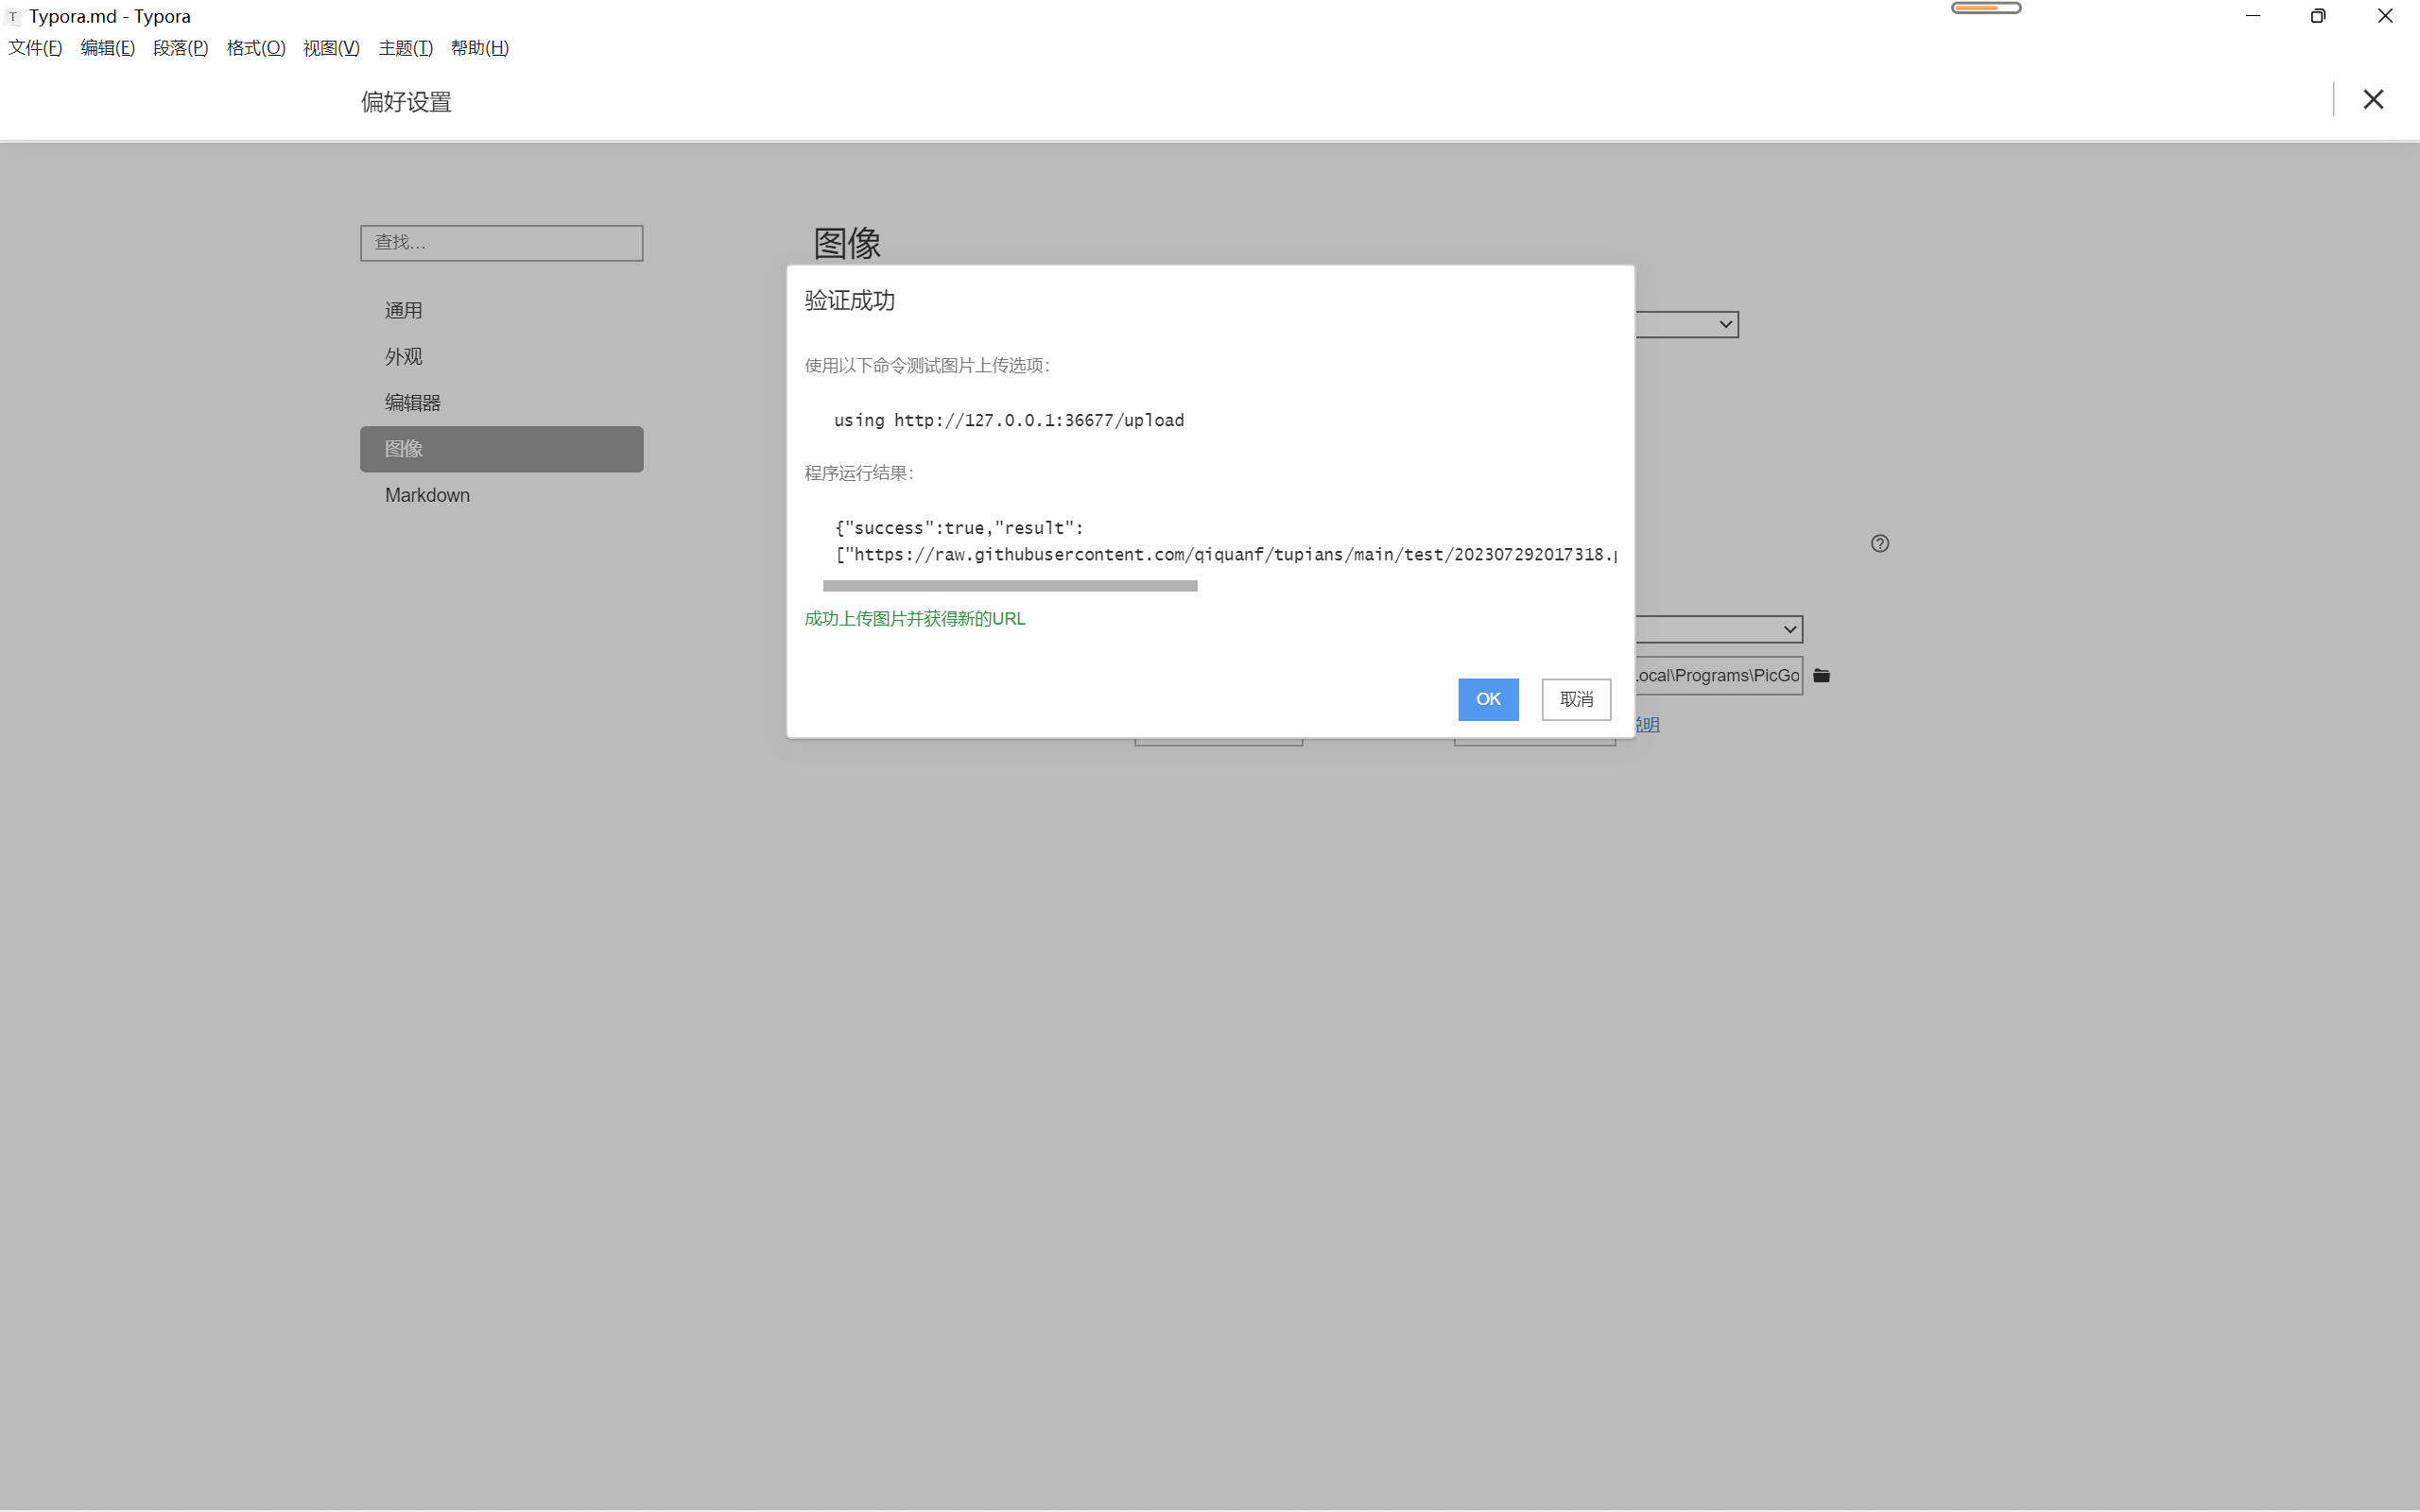 Typora.md - Typora
文件(F) 编辑(E) 段落(P) 格式(O) 视图(V) 主题(T) 帮助(H)
偏好设置
查找...
通用
外观
编辑器
图像
Markdown
图像
验证成功
使用以下命令测试图片上传选项：
using http://127.0.0.1:36677/upload
程序运行结果：
{"success":true,"result":
["https://raw.githubusercontent.com/qiquanf/tupians/main/test/202307292017318.
成功上传图片并获得新的URL
OK 取消
ocal\Programs\PicGo
说明